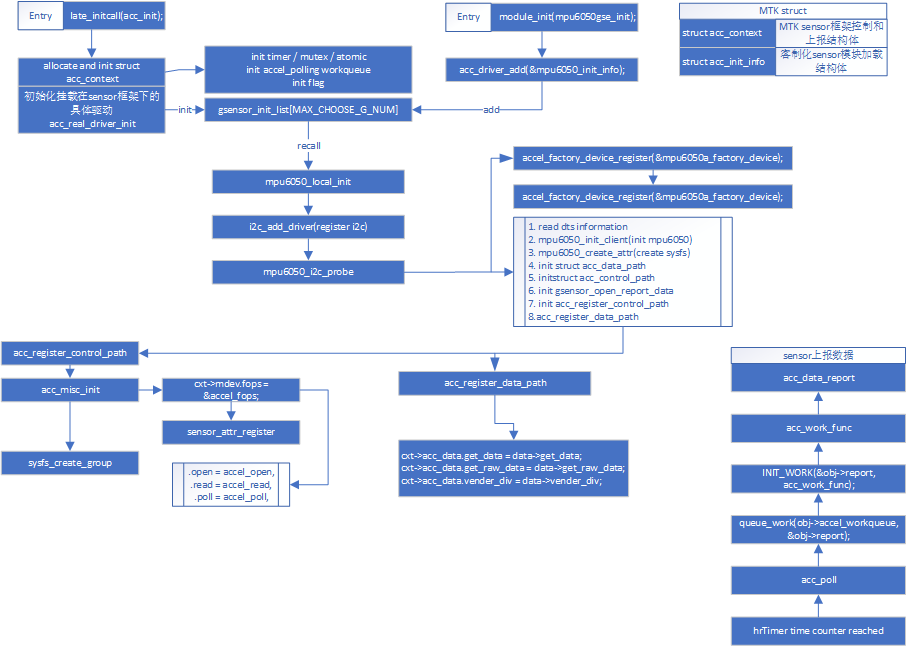 Entry
late_initcall(acc_init);
Entry
module_init(mpu6050gse_init);
MTK struct
struct acc_context
MTK sensor框架控制和
上报结构体
struct acc_init_info
客制化sensor模块加载
结构体
allocate and init struct
acc_context
初始化挂载在sensor框架下的
具体驱动
acc_real_driver_init
init timer / mutex / atomic
init accel_polling workqueue
init flag
acc_driver_add(&mpu6050_init_info);
init
gsensor_init_list[MAX_CHOOSE_G_NUM]
add
recall
mpu6050_local_init
i2c_add_driver(register i2c)
mpu6050_i2c_probe
accel_factory_device_register(&mpu6050a_factory_device);
accel_factory_device_register(&mpu6050a_factory_device);
1. read dts information
2. mpu6050_init_client(init mpu6050)
3. mpu6050_create_attr(create sysfs)
4. init struct acc_data_path
5. initstruct acc_control_path
6. init gsensor_open_report_data
7. init acc_register_control_path
8.acc_register_data_path
acc_register_control_path
acc_misc_init
sysfs_create_group
cxt->mdev.fops =
&accel_fops;
sensor_attr_register
.open = accel_open,
.read = accel_read,
.poll = accel_poll,
acc_register_data_path
cxt->acc_data.get_data = data->get_data;
cxt->acc_data.get_raw_data = data->get_raw_data;
cxt->acc_data.vender_div = data->vender_div;
sensor上报数据
acc_data_report
acc_work_func
INIT_WORK(&obj->report,
acc_work_func);
queue_work(obj->accel_workqueue,
&obj->report);
acc_poll
hrTimer time counter reached